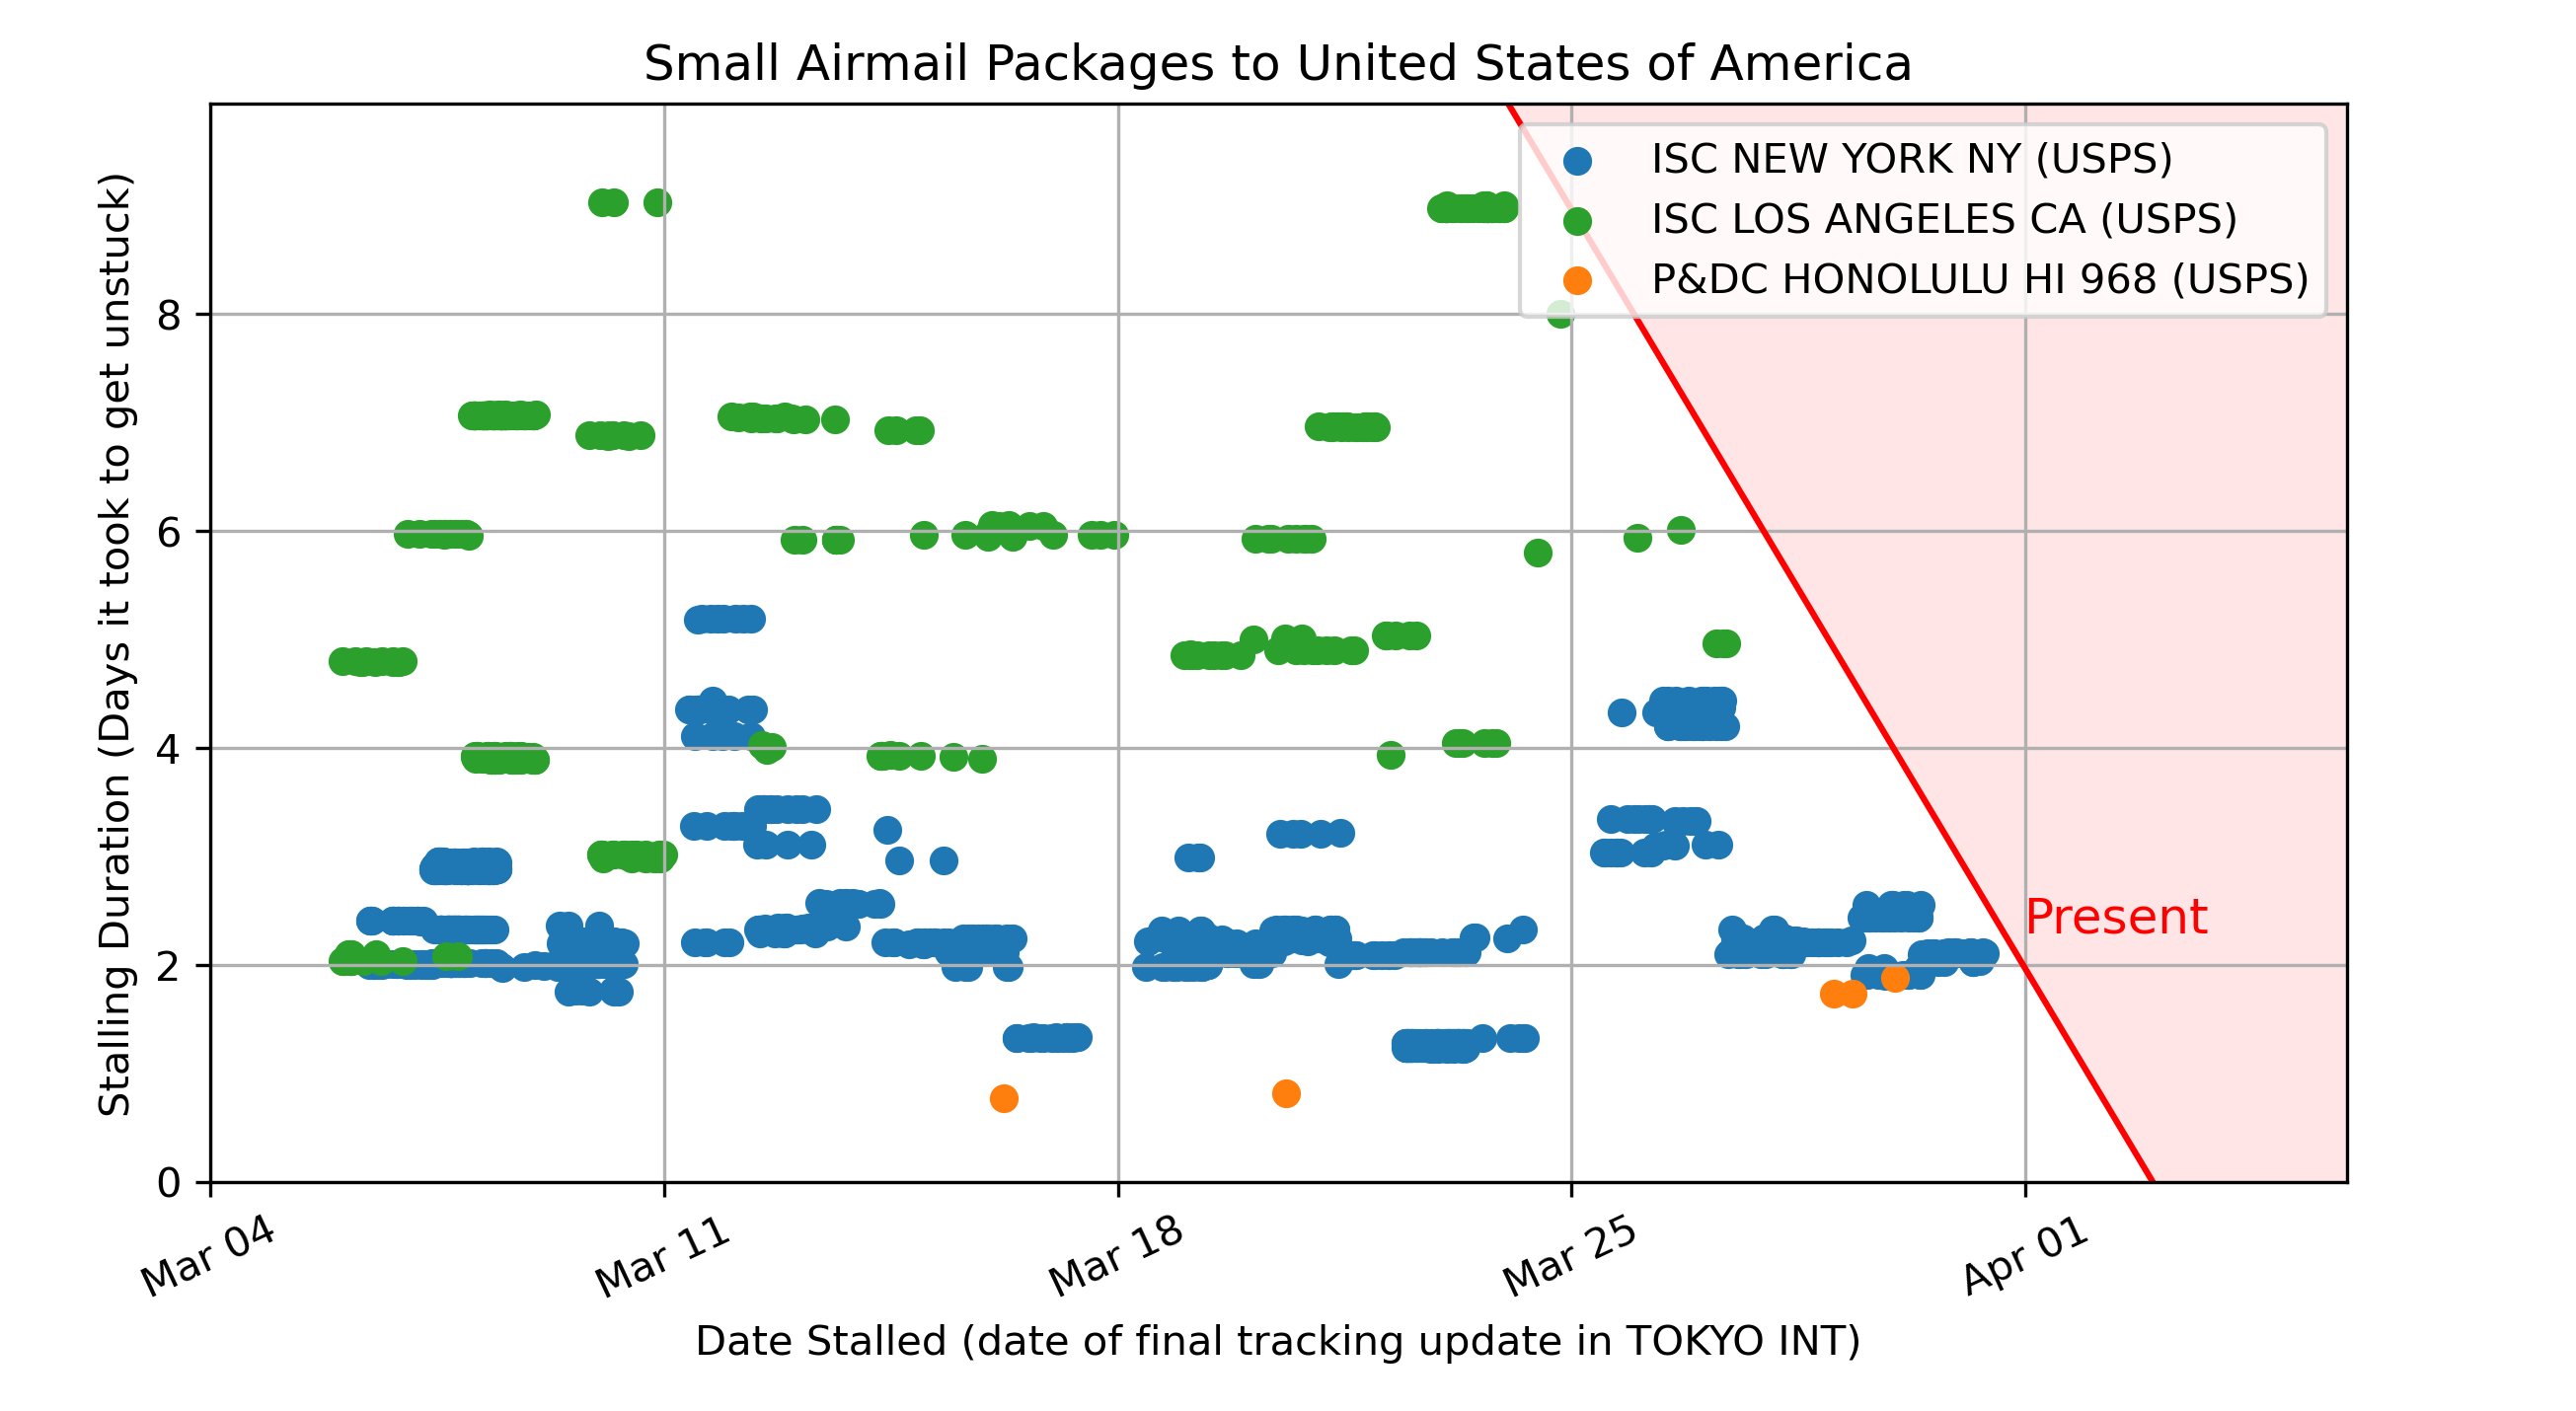 Small Airmail Packages to United States of America
ISC NEW YORK NY (USPS)
ISC LOS ANGELES CA (USPS)
P&DC HONOLULU HI 968 (USPS)
Stalling Duration (Days it took to get unstuck)
8
6
4
2
0
Present
Mar 04
Mar 11
Mar 18
Mar 25
Apr 01
Date Stalled (date of final tracking update in TOKYO INT)